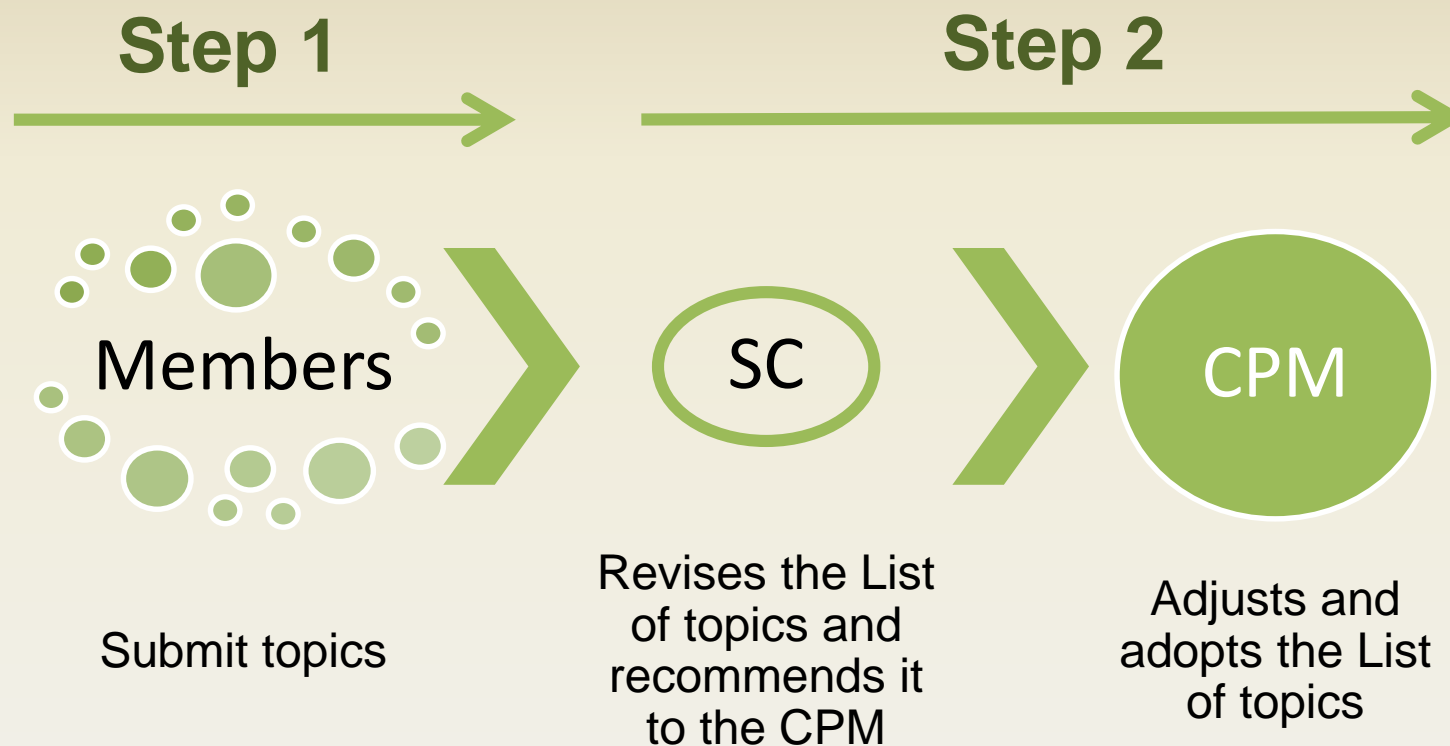 Step 1
Step 2
Members
SC
CPM
Submit topics
Revises the List
of topics and
recommends it
to the CPM
Adjusts and
adopts the List
of topics